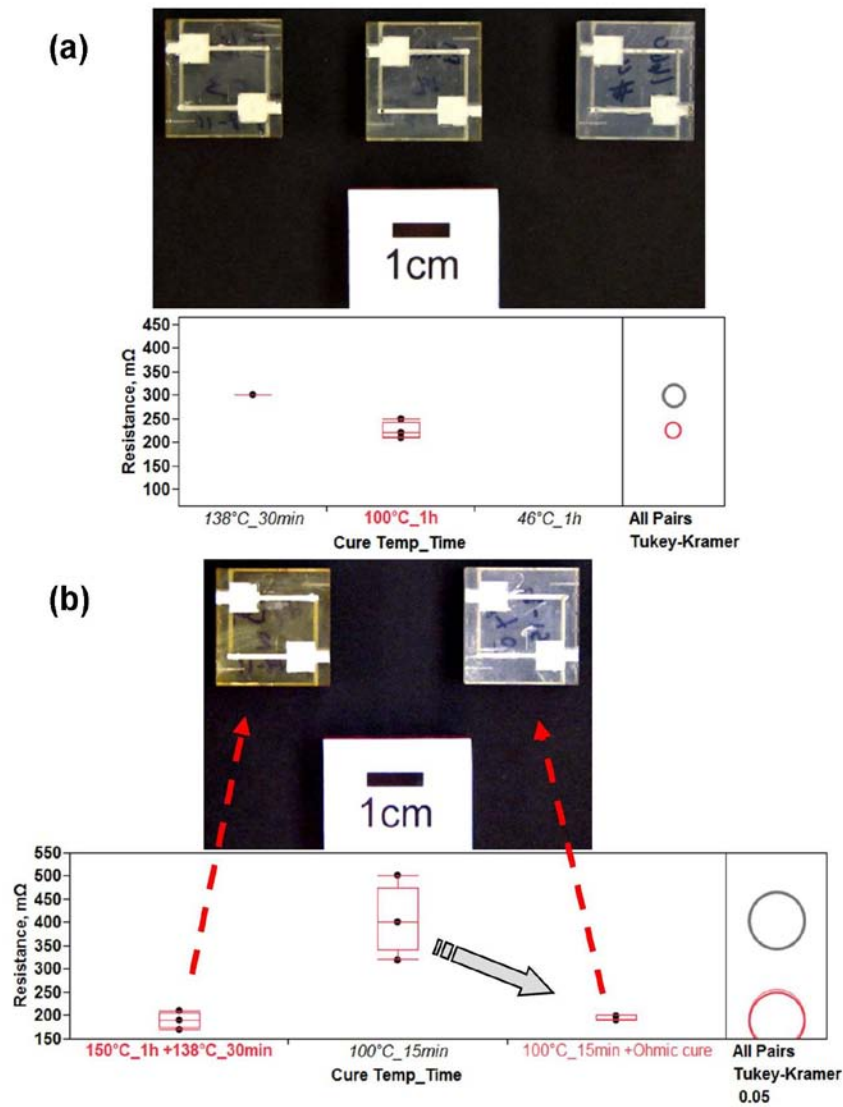 (a)
1cm
450
400
350
300
250
200
150
100
Resistance, mΩ
138°C_30min
100°C_1h
46°C_1h
All Pairs
Cure Temp_Time
Tukey-Kramer
(b)
1cm
550
500
450
400
350
300
250
200
150
Resistance, mΩ
150°C_1h +138°C_30min
100°C_15min
100°C_15min +Ohmic cure
All Pairs
Cure Temp_Time
Tukey-Kramer
0.05